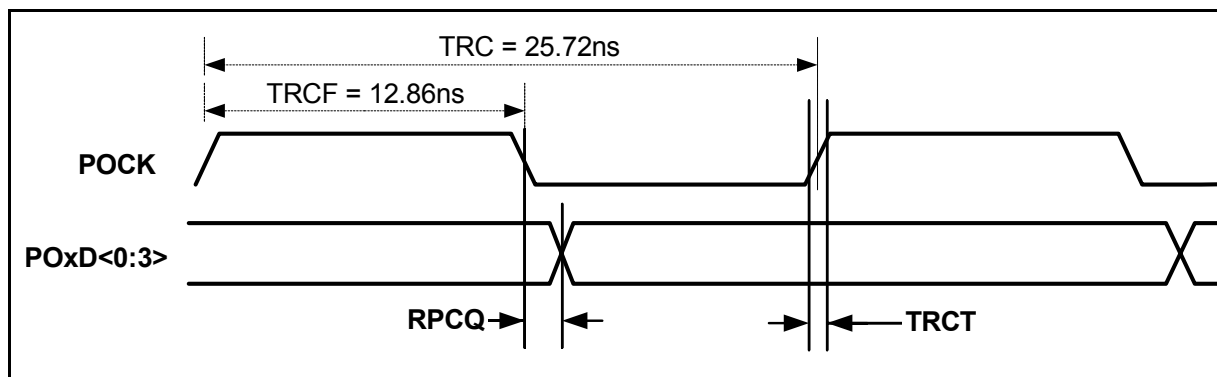 TRC = 25.72ns
TRCF = 12.86ns
POCK
POxD<0:3>
RPCQ
TRCT